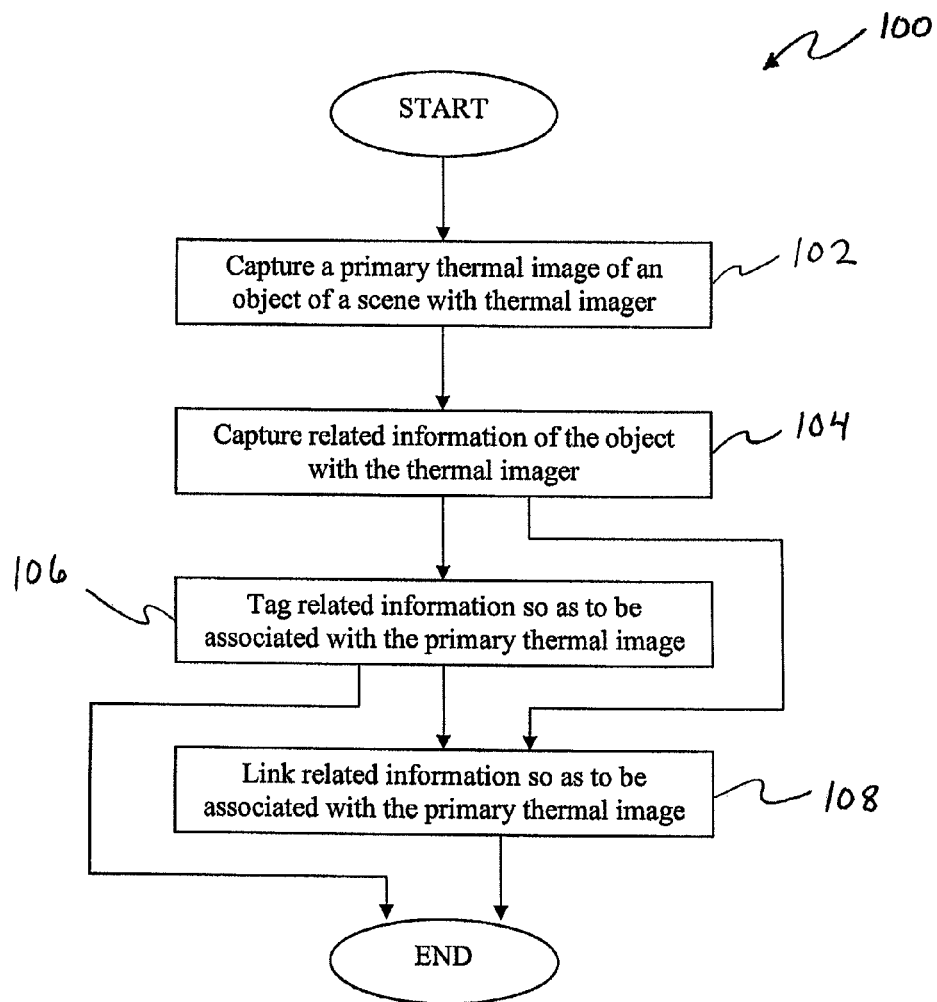 100
START
Capture a primary thermal image of an
object of a scene with thermal imager
102
Capture related information of the object
with the thermal imager
104
106
Tag related information so as to be
associated with the primary thermal image
Link related information so as to be
associated with the primary thermal image
108
END